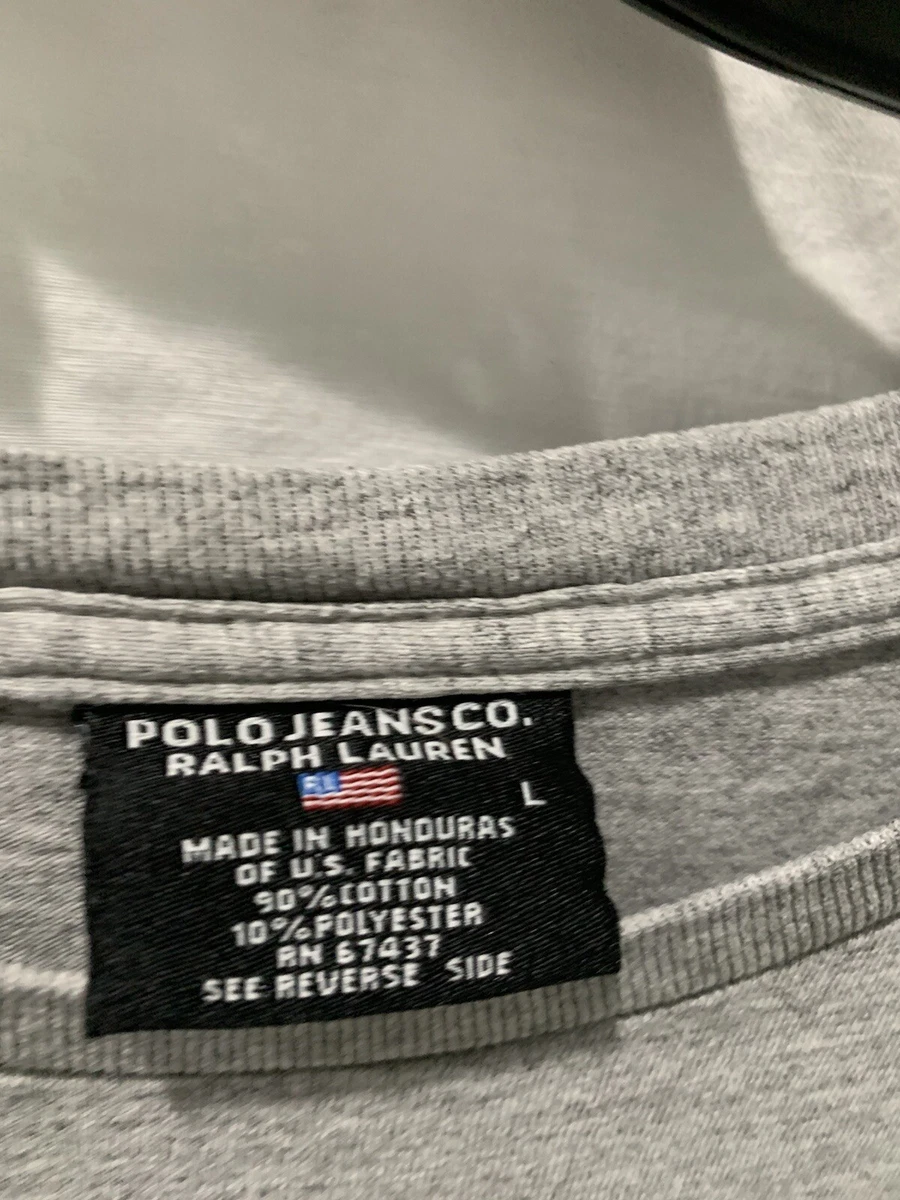 POLO JEANS CO.
RALPH LAUREN
RL
L
MADE IN HONDURAS
OF U.S. FABRIC
90% COTTON
10% POLYESTER
RN 67437
SEE REVERSE SIDE